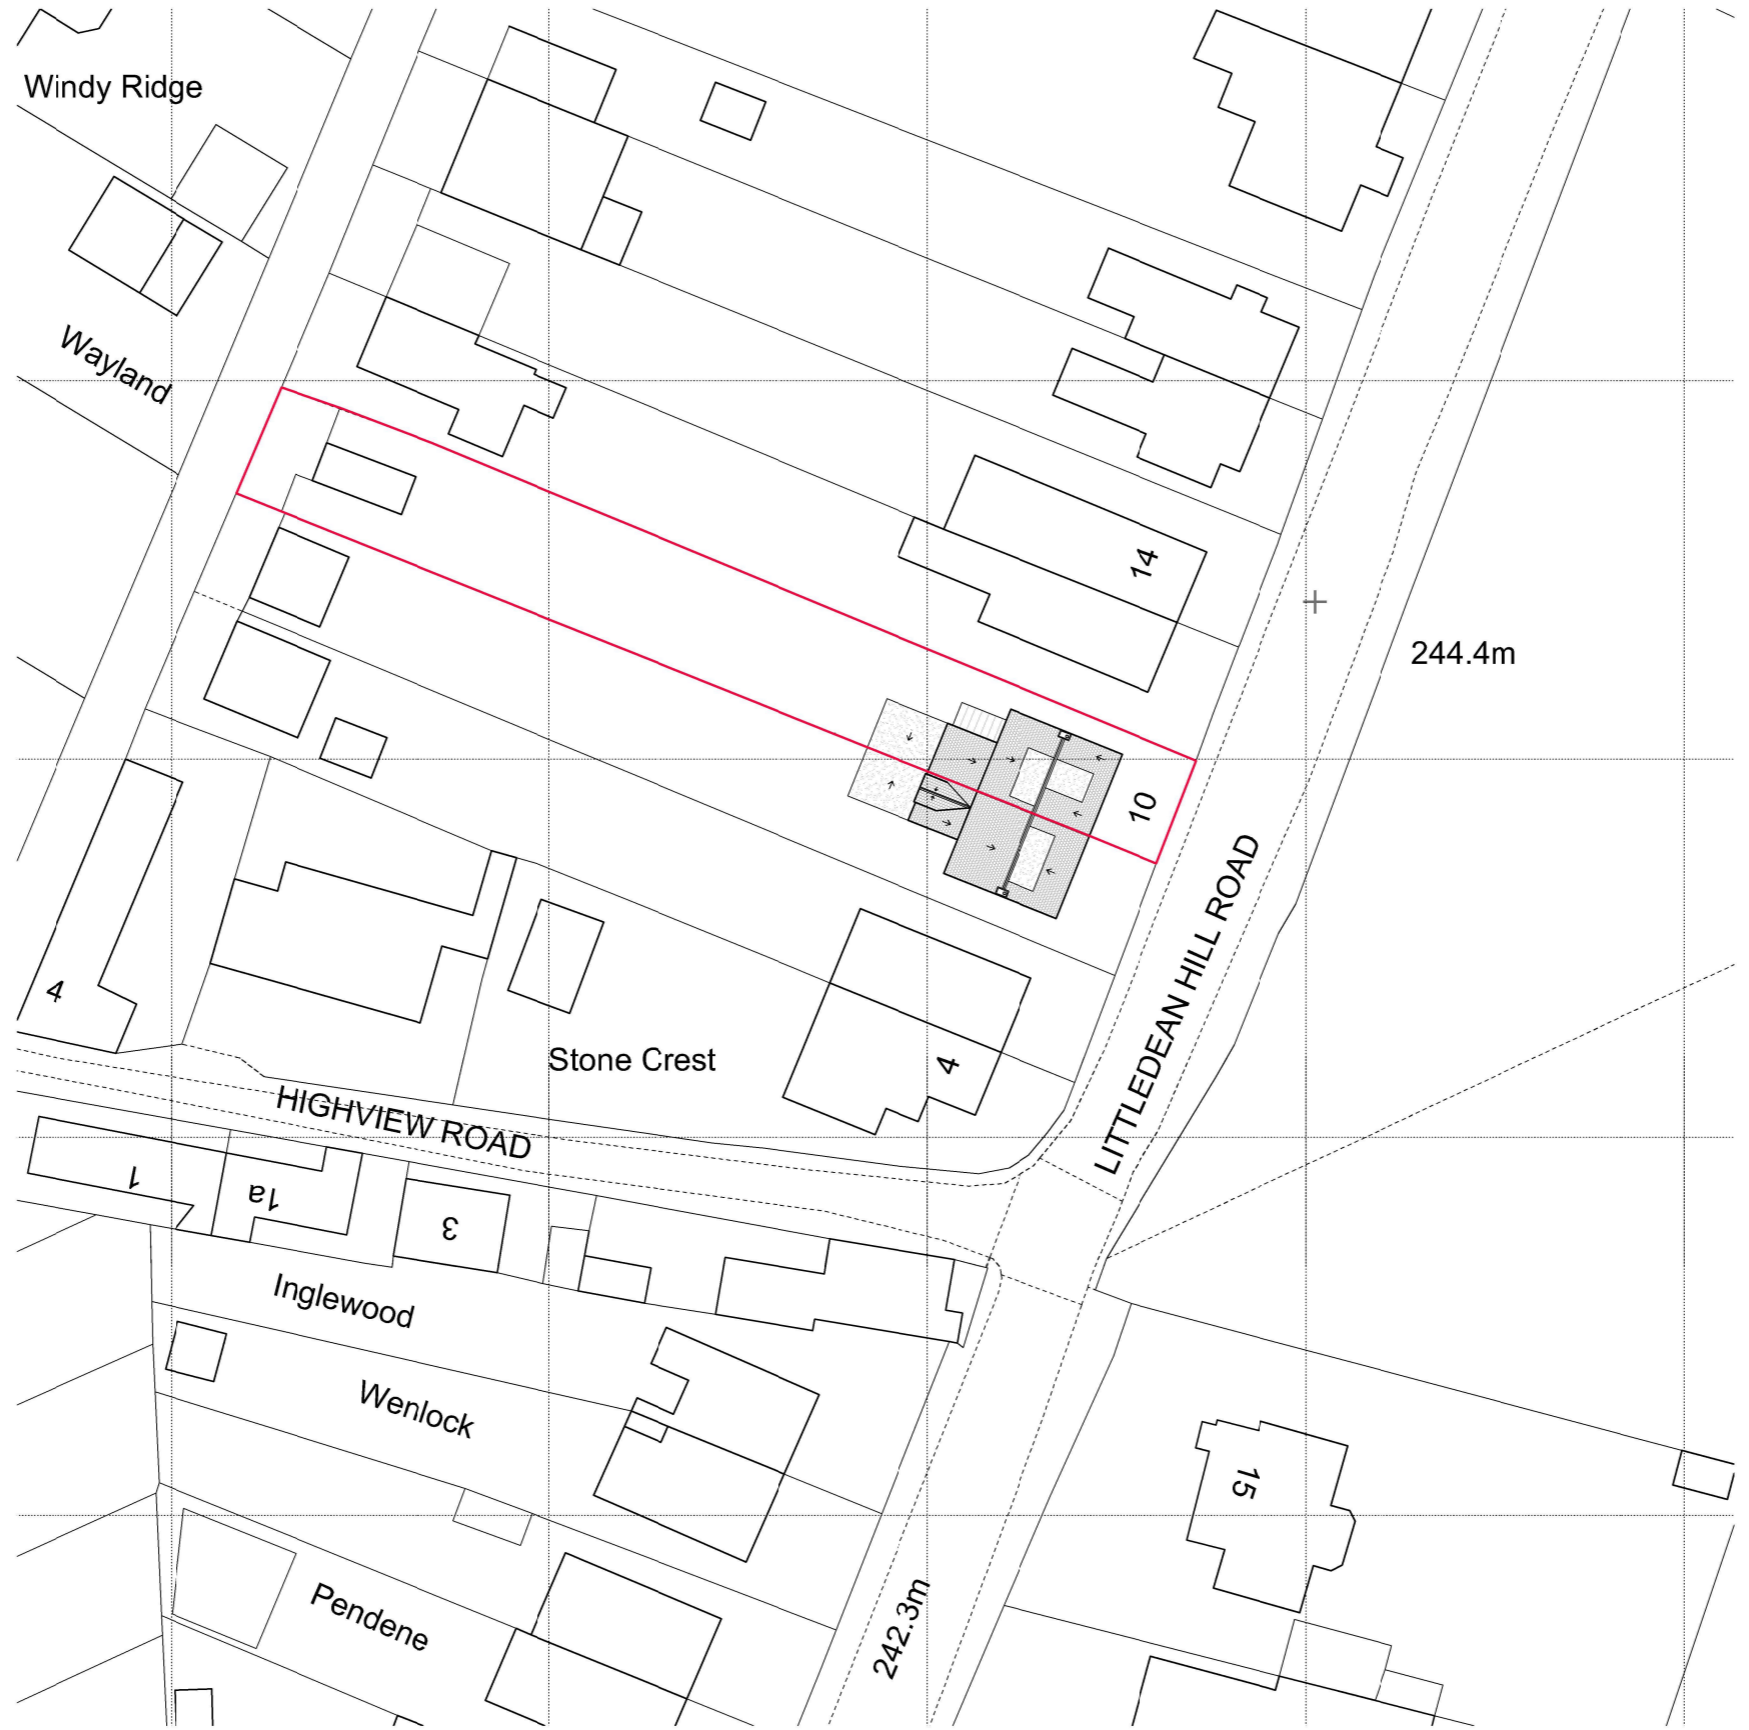 Windy Ridge
Wayland
14
244.4m
10
LITTLEDEAN HILL ROAD
4
Stone Crest
4
HIGHVIEW ROAD
1
1a
3
Inglewood
Wenlock
15
Pendene
242.3m